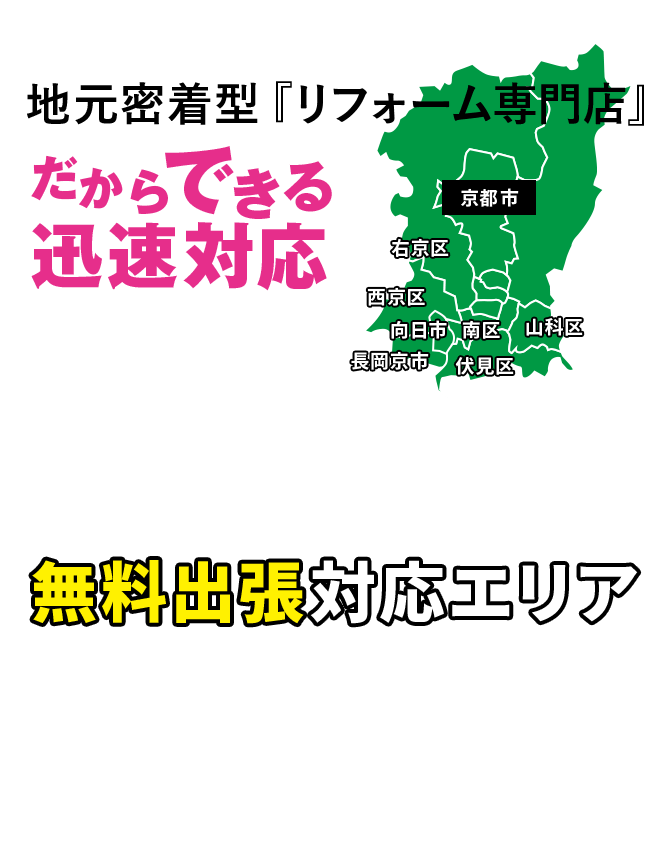 地元密着型『リフォーム専門店』
だからできる
迅速対応
京都市
右京区
西京区
向日市 南区 山科区
長岡京市 伏見区
無料出張対応エリア